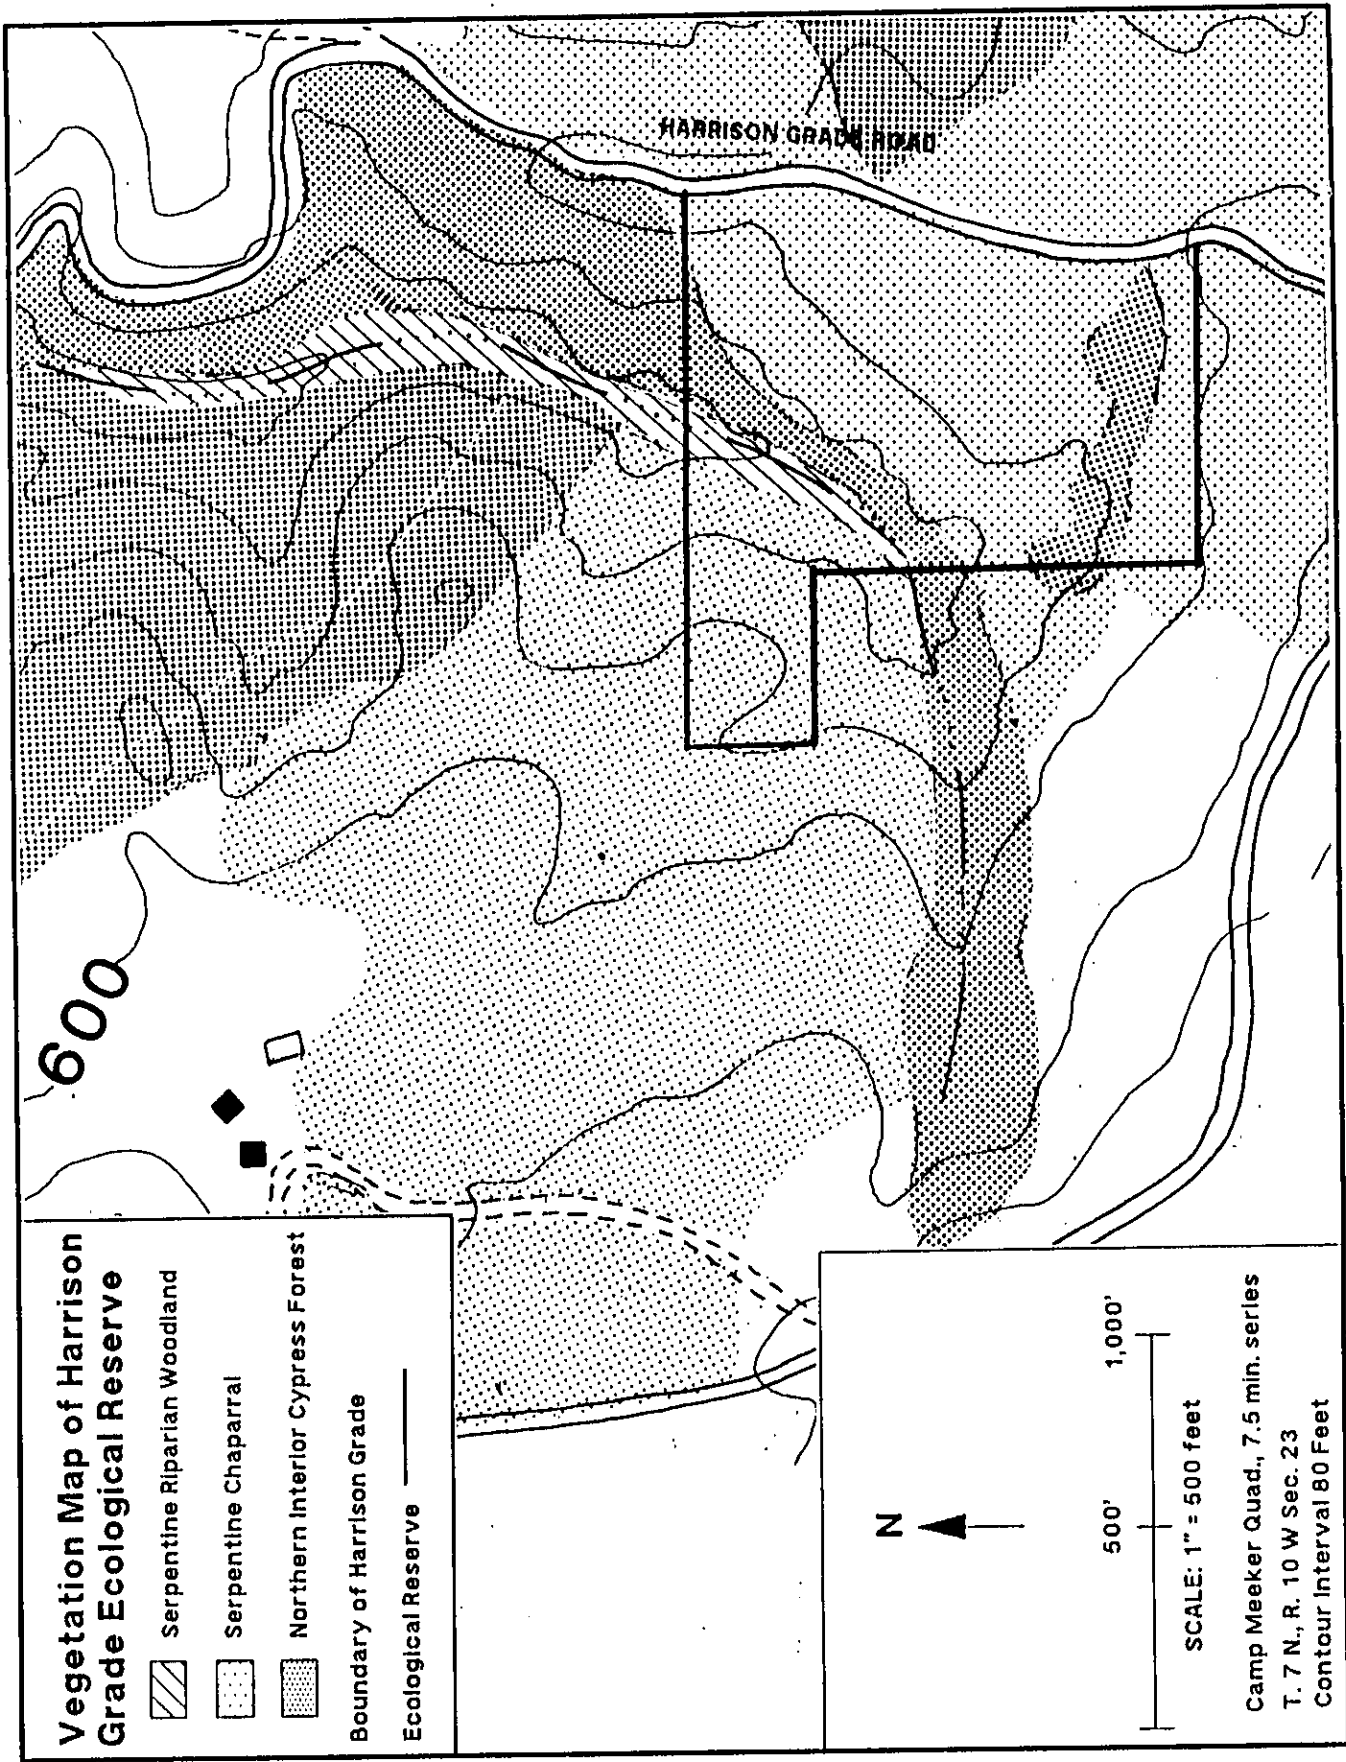 Vegetation Map of Harrison
Grade Ecological Reserve
Serpentine Riparian Woodland
Serpentine Chaparral
Northern Interior Cypress Forest
Boundary of Harrison Grade
Ecological Reserve
600
HARRISON GRADE ROAD
N
500'
1,000'
SCALE: 1" = 500 feet
Camp Meeker Quad., 7.5 min. series
T. 7 N., R. 10 W Sec. 23
Contour Interval 80 Feet